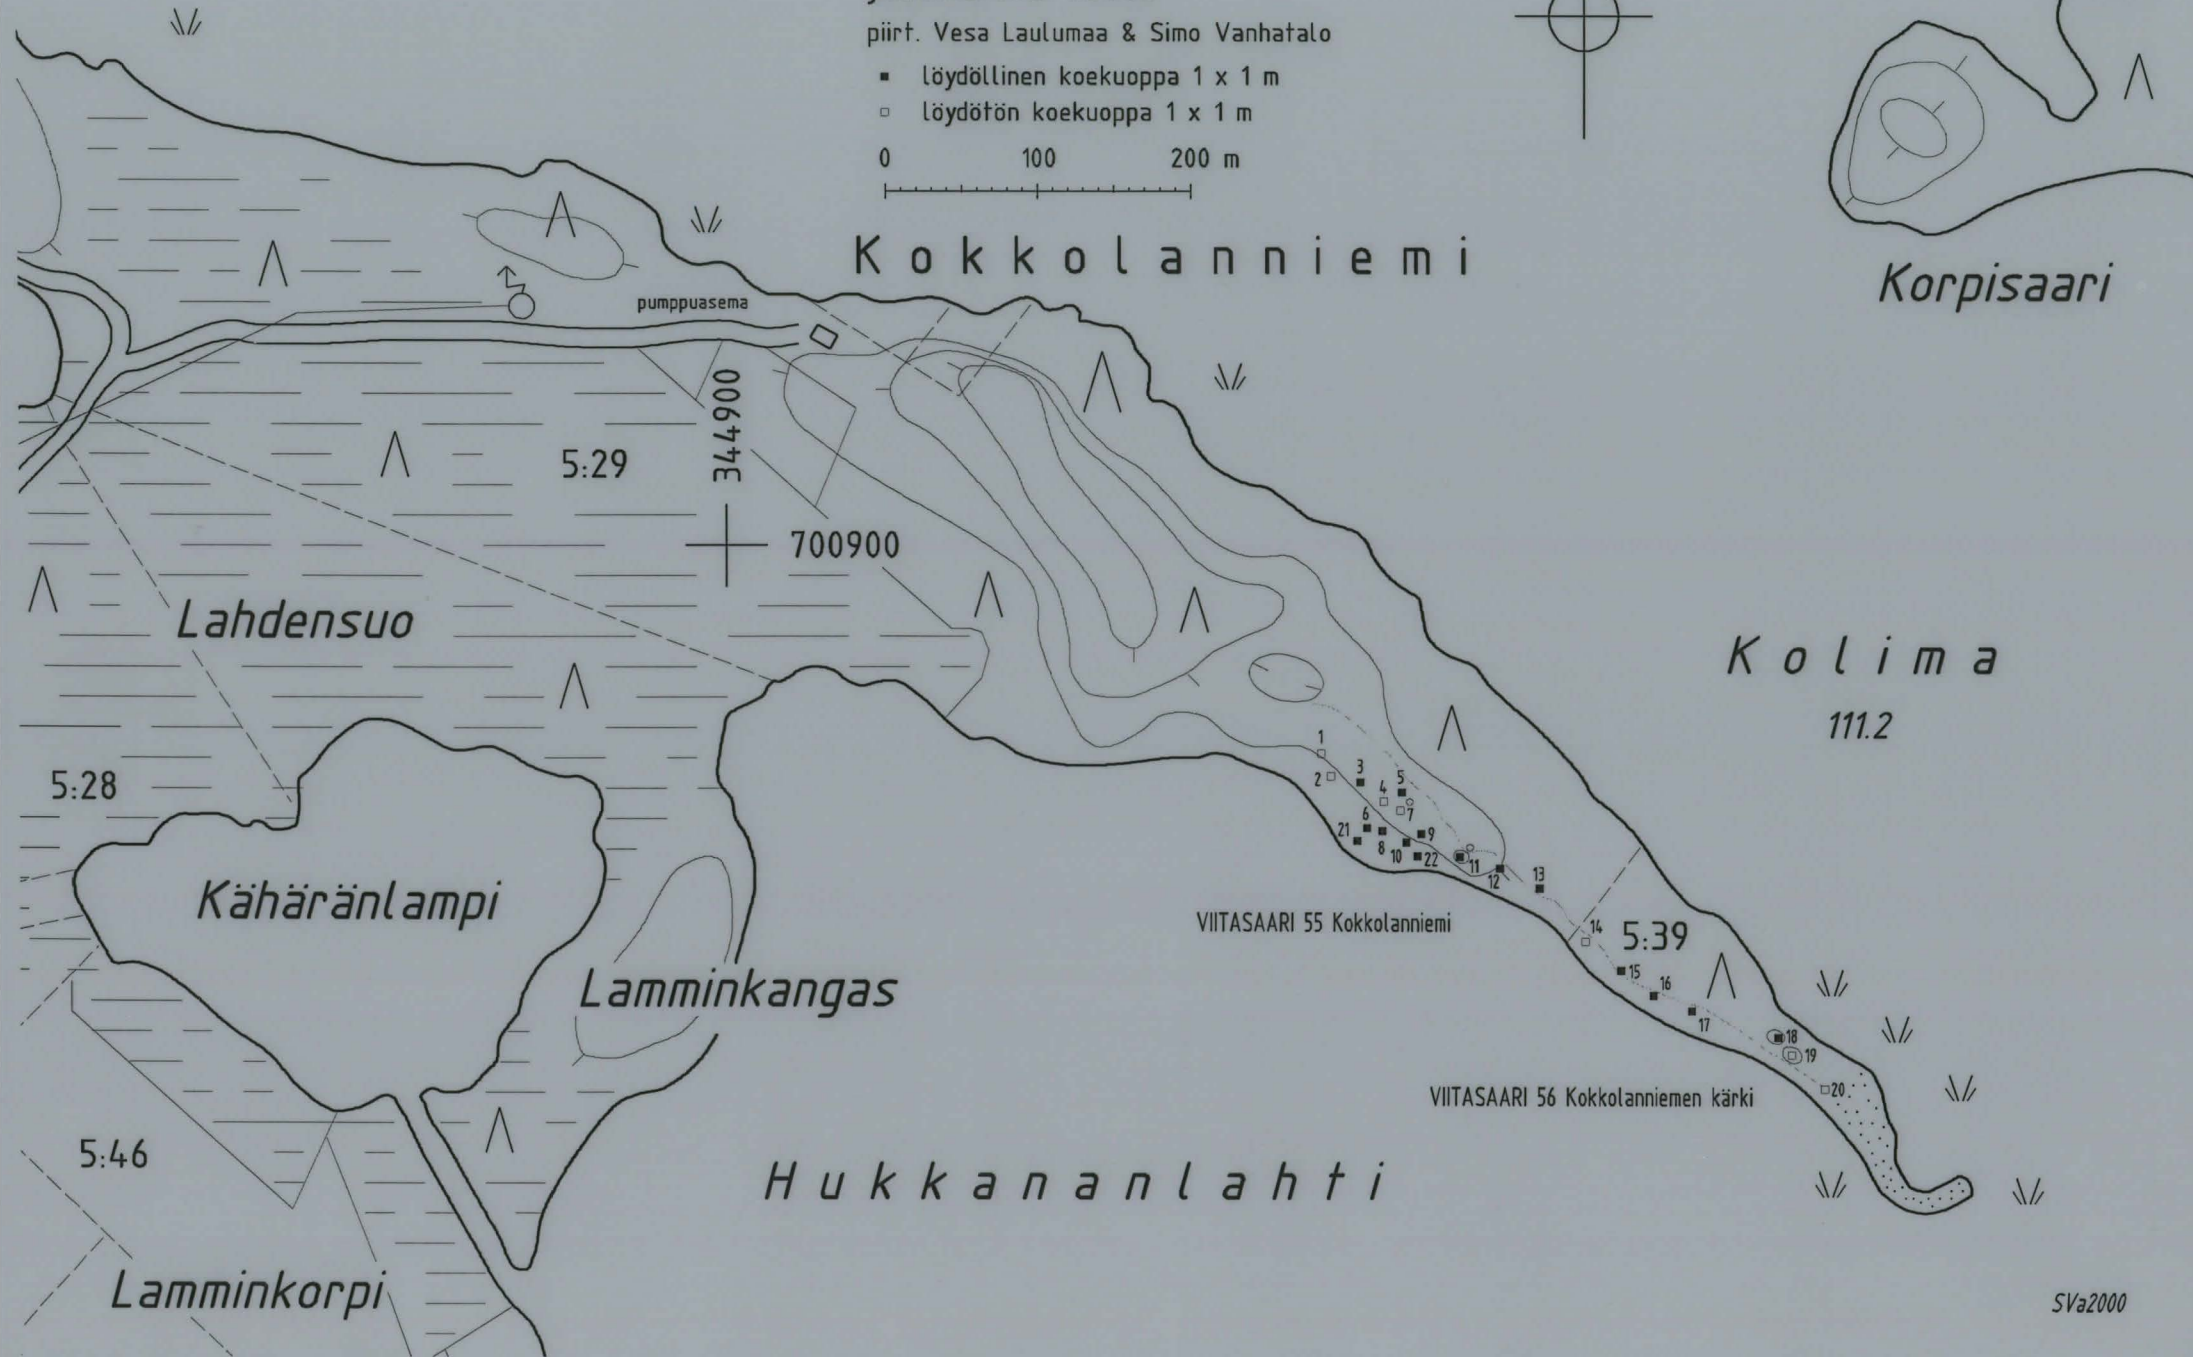 piirt. Vesa Laulumaa & Simo Vanhatalo
löydöllinen koekuoppa 1 x 1 m
löydötön koekuoppa 1 x 1 m
0 100 200 m
Kokkolanniemi
Korpisaari
pumppuasema
344900
5:29
700900
Lahdensuo
Kolima
111.2
1
2
3
4
5
6
7
21
8
9
10
22
11
12
13
5:28
Kähäränlampi
VIITASAARI 55 Kokkolanniemi
14
5:39
15
16
17
Lamminkangas
18
19
20
VIITASAARI 56 Kokkolanniemen kärki
5:46
Hukkananlahti
Lamminkorpi
SVa2000